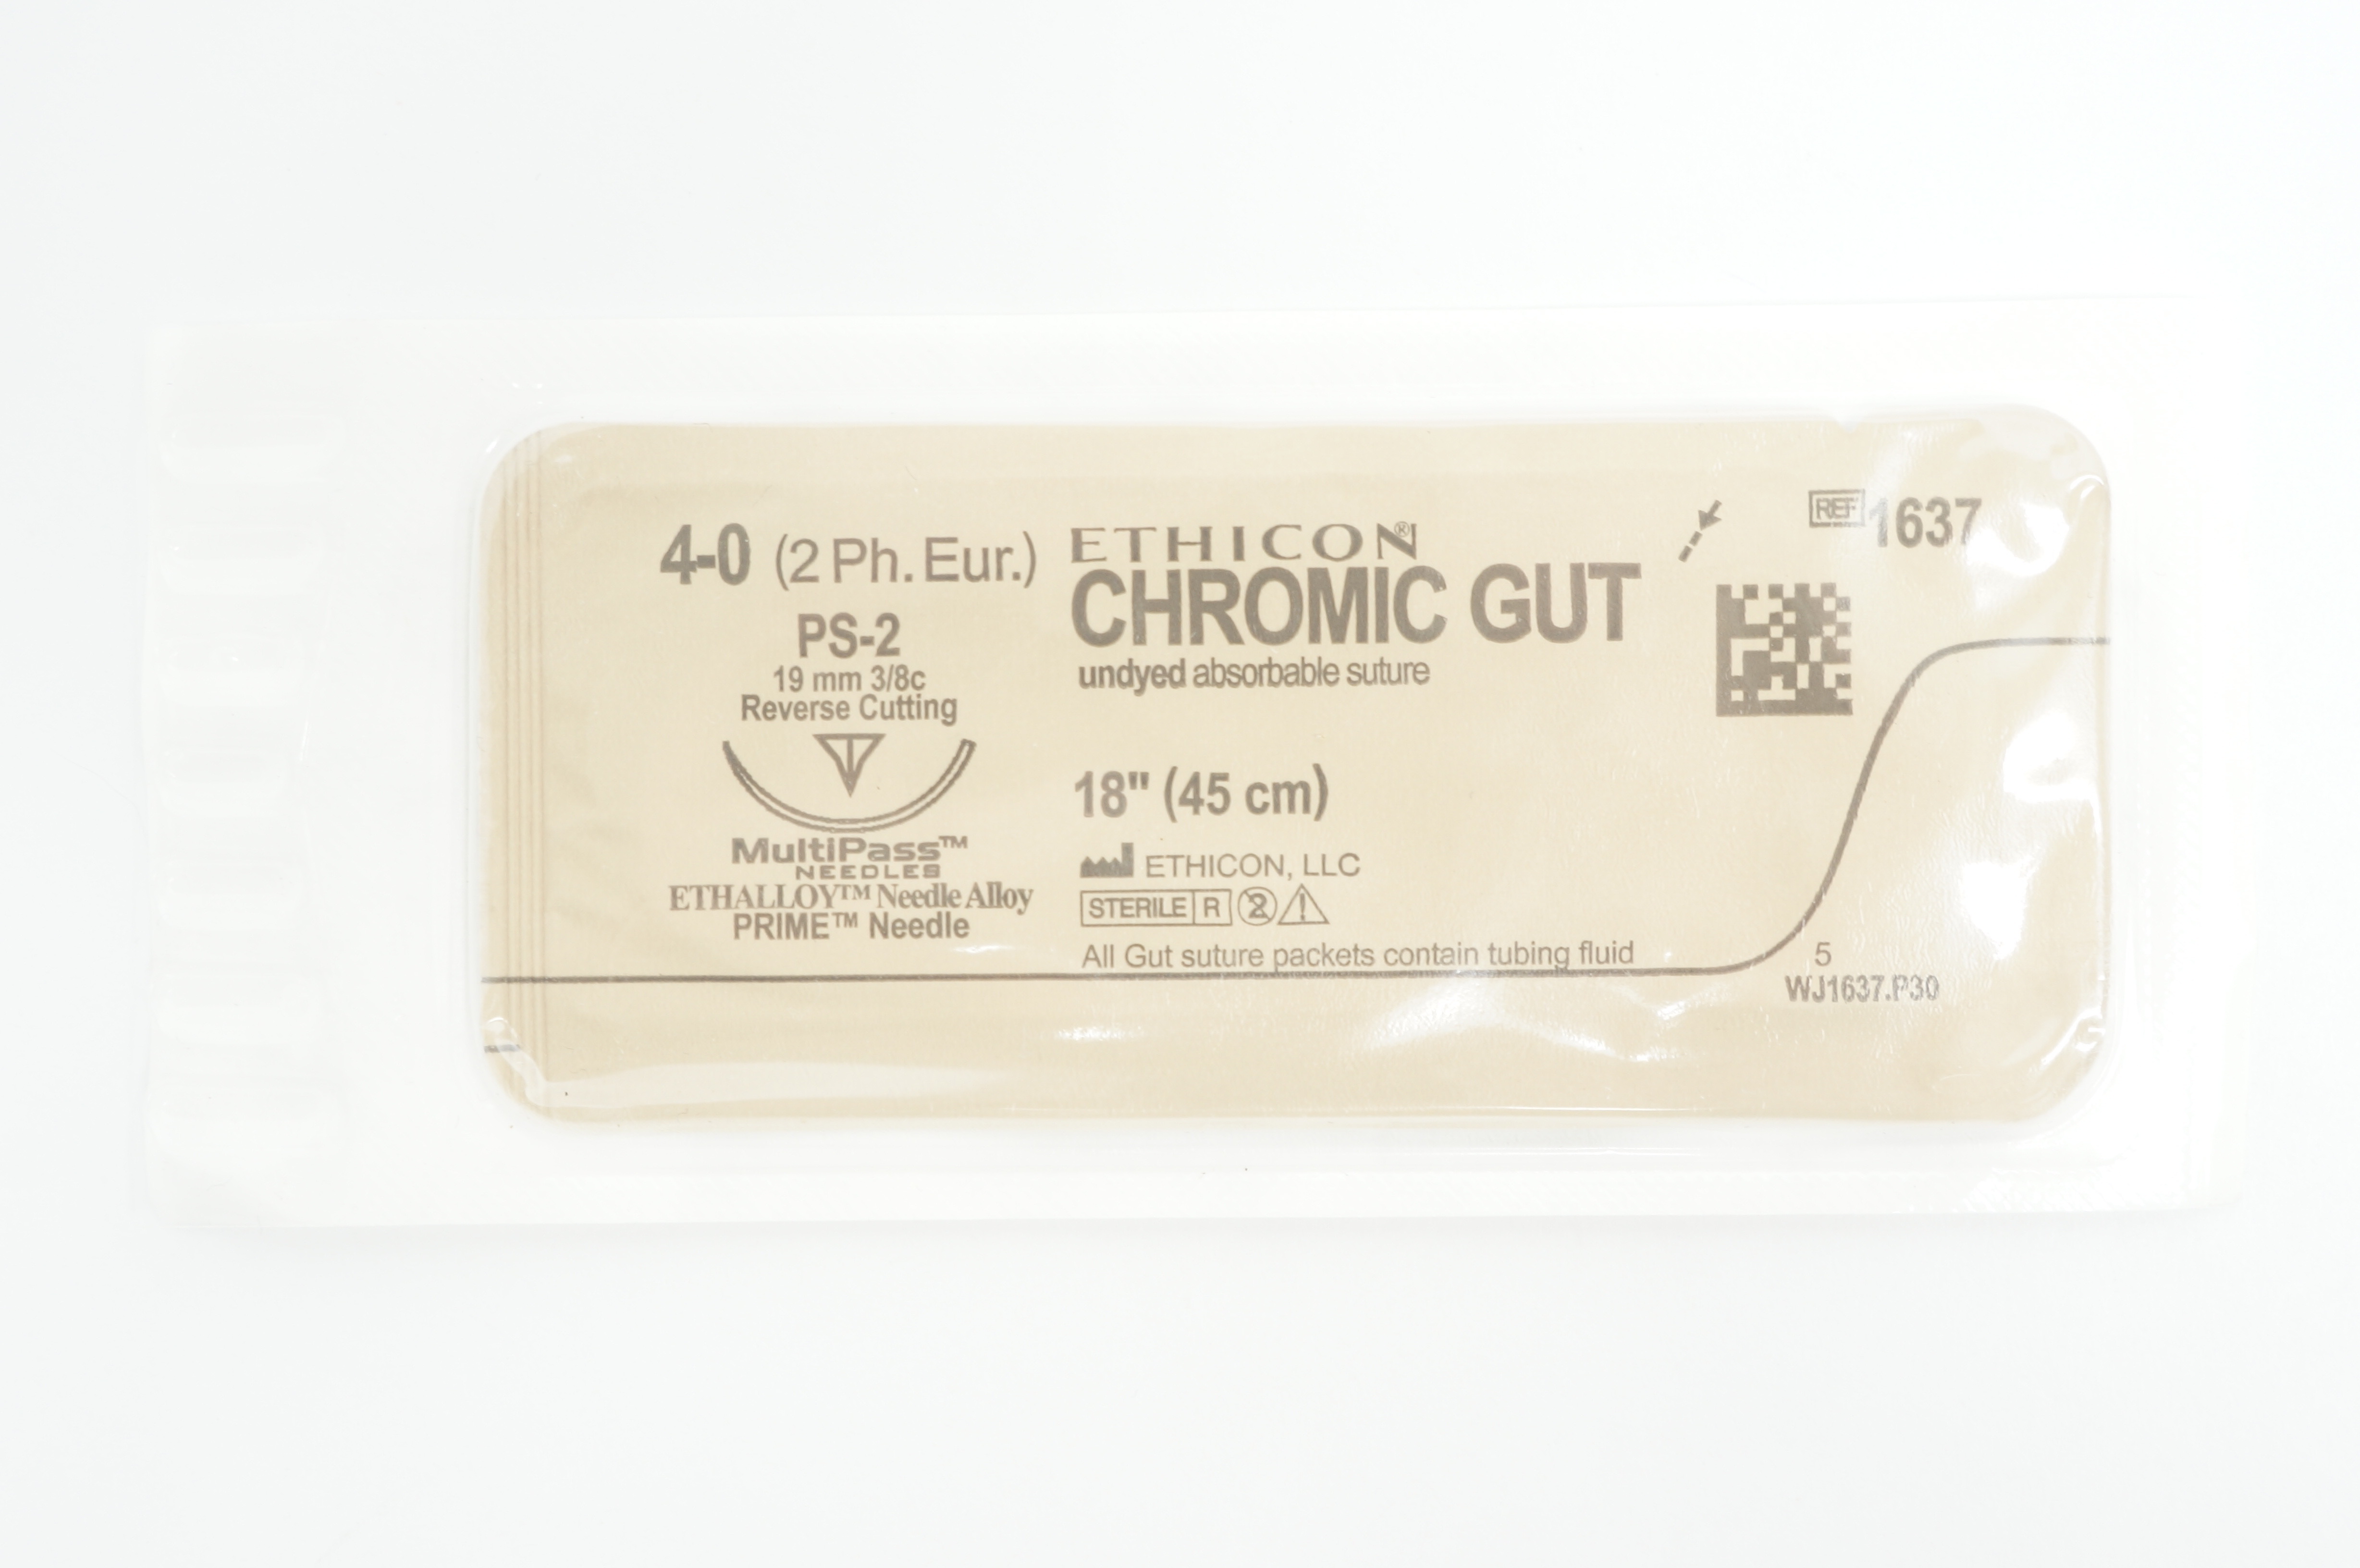 4-0 (2 Ph. Eur.)
PS-2
19 mm 3/8c
Reverse Cutting
MultiPass™
NEEDLES
ETHALLOY™ Needle Alloy
PRIME™ Needle
ETHICON®
CHROMIC GUT
undyed absorbable suture
18" (45 cm)
ETHICON, LLC
STERILE R 2
All Gut suture packets contain tubing fluid
REF 1637
5
WJ1637.P30